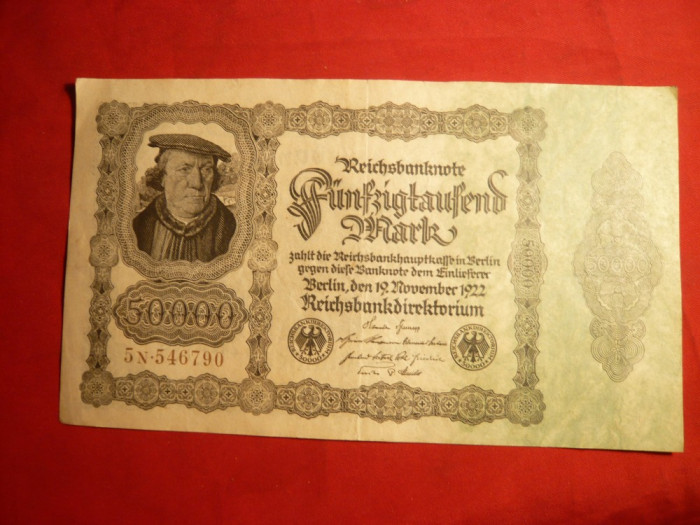 Reichsbanknote
Fünfzigtausend
Mark
zahlt die Reichsbankhauptkasse in Berlin
gegen diese Banknote dem Einlieferer
Berlin, den 19. November 1922
Reichsbankdirektorium
50000
5N·546790
50000